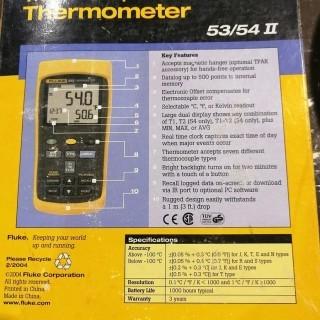 Thermometer
53/54 II
Key Features
Accepts magnetic hanger (optional TPAK
accessory) for hands-free operation
Datalog up to 500 points to internal
memory
Electronic Offset compensates for
thermocouple error
Selectable °C, °F, or Kelvin readout
Large dual display shows any combination
of T1, T2 (54 only), T1-T2 (54 only), plus
MIN, MAX, or AVG
Real time clock captures exact time of day
when major events occur
Thermometer accepts seven different
thermocouple types
Bright backlight turns on for two minutes
with a touch of a button
Recall logged data on-screen, or download
via IR port to optional PC software
Rugged design easily withstands
a 1 m (3 ft.) drop
FLUKE
54.0
50.6
10
Fluke. Keeping your world
up and running.
Please Recycle
2/2004
©2004 Fluke Corporation
All rights reserved.
Printed in China.
Made in China.
www.fluke.com
Specifications
Accuracy
Above -100 °C
Below -100 °C
Resolution
Battery Life 1000 hours typical
Warranty 3 years